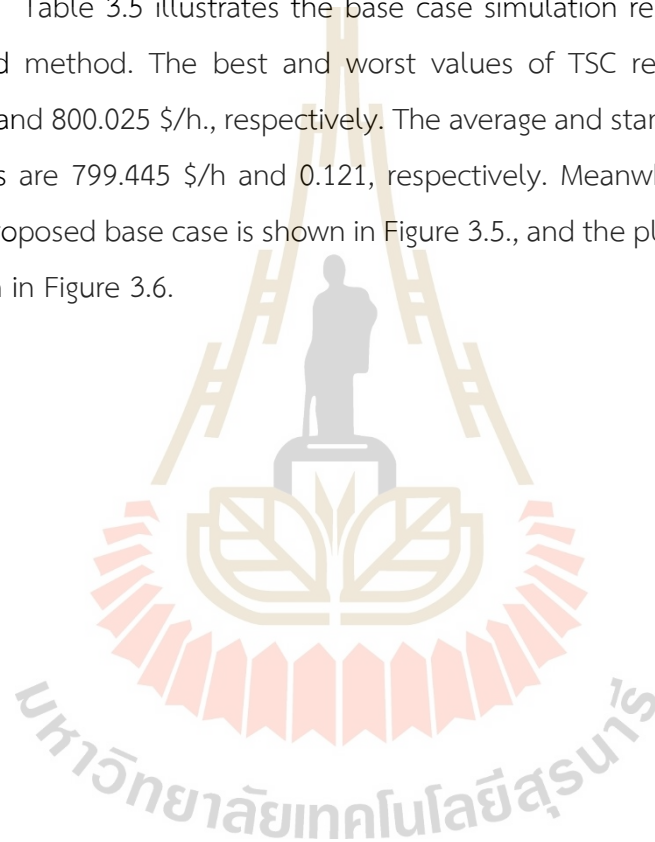 Table 3.5 illustrates the base case simulation re
d method. The best and worst values of TSC re
and 800.025 $/h., respectively. The average and star
s are 799.445 $/h and 0.121, respectively. Meanwh
roposed base case is shown in Figure 3.5., and the pl
n in Figure 3.6.
มหาวิทยาลัยเทคโนโลยีสุรนารี